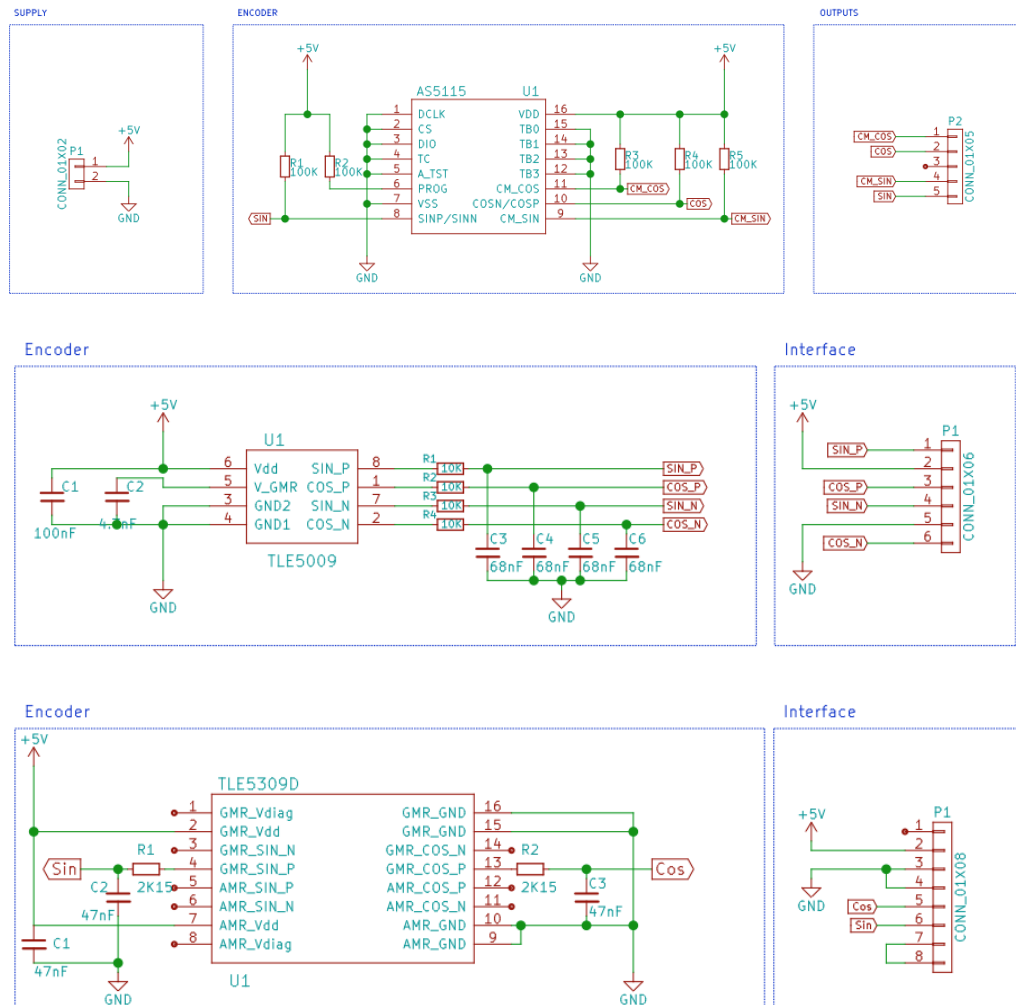 SUPPLY
P1
CONN_01X02
1
2
+5V
GND
ENCODER
+5V
+5V
AS5115 U1
R1
100K
R2
100K
1 DCLK VDD 16
2 CS TB0 15
3 DIO TB1 14
4 TC TB2 13
5 A_TST TB3 12
6 PROG CM_COS 11
7 VSS COSN/COSP 10
8 SINP/SINN CM_SIN 9
R3
100K
R4
100K
R5
100K
SIN
CM_COS
COS
CM_SIN
GND
GND
OUTPUTS
P2
CM_COS 1
COS 2
3
CM_SIN 4
SIN 5
CONN_01X05
Encoder
+5V
U1
6 Vdd SIN_P 8
5 V_GMR COS_P 1
3 GND2 SIN_N 7
4 GND1 COS_N 2
TLE5009
C1
100nF
C2
GND
R1
10K
R2
10K
R3
10K
R4
10K
SIN_P
COS_P
SIN_N
COS_N
C3
68nF
C4
68nF
C5
68nF
C6
68nF
GND
Interface
+5V
P1
SIN_P 1
2
COS_P 3
SIN_N 4
5
COS_N 6
CONN_01X06
GND
Encoder
+5V
TLE5309D
1 GMR_Vdiag GMR_GND 16
2 GMR_Vdd GMR_GND 15
3 GMR_SIN_N GMR_COS_N 14
4 GMR_SIN_P GMR_COS_P 13
5 AMR_SIN_P AMR_COS_P 12
6 AMR_SIN_N AMR_COS_N 11
7 AMR_Vdd AMR_GND 10
8 AMR_Vdiag AMR_GND 9
U1
Sin
R1
2K15
C2
47nF
C1
47nF
GND
R2
2K15
C3
47nF
Cos
GND
Interface
+5V
P1
1
2
3
4
Cos 5
Sin 6
7
8
CONN_01X08
GND